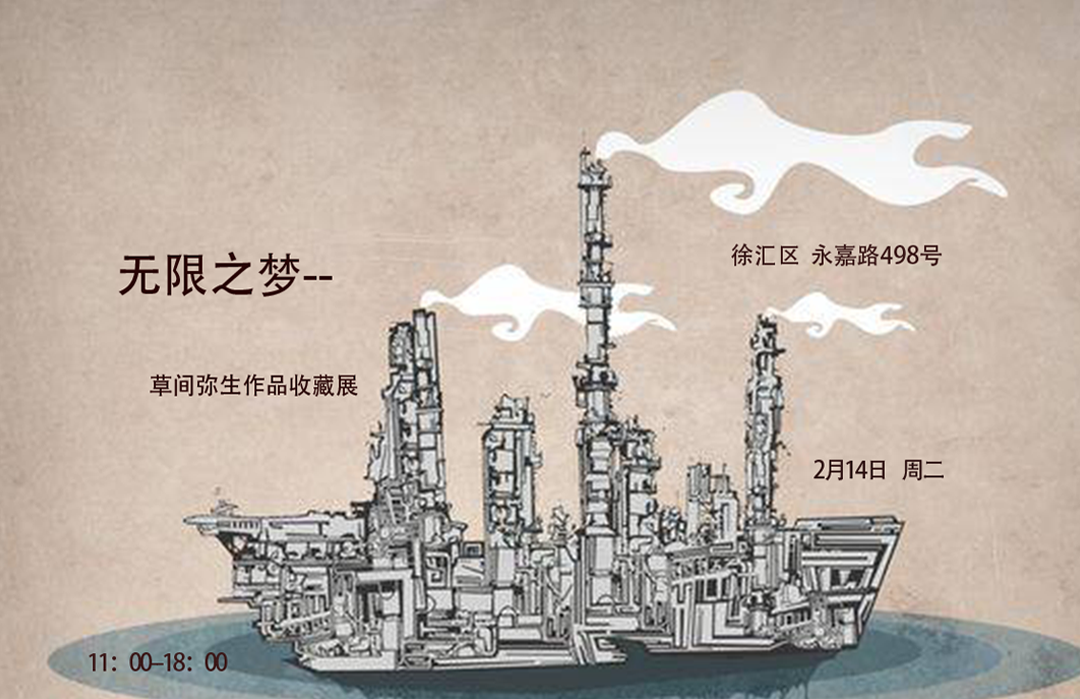 无限之梦--
徐汇区 永嘉路498号
草间弥生作品收藏展
2月14日 周二
11：00-18：00